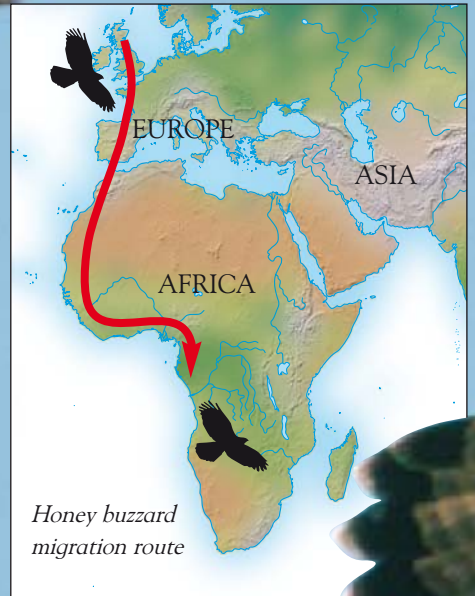 EUROPE
ASIA
AFRICA
Honey buzzard
migration route